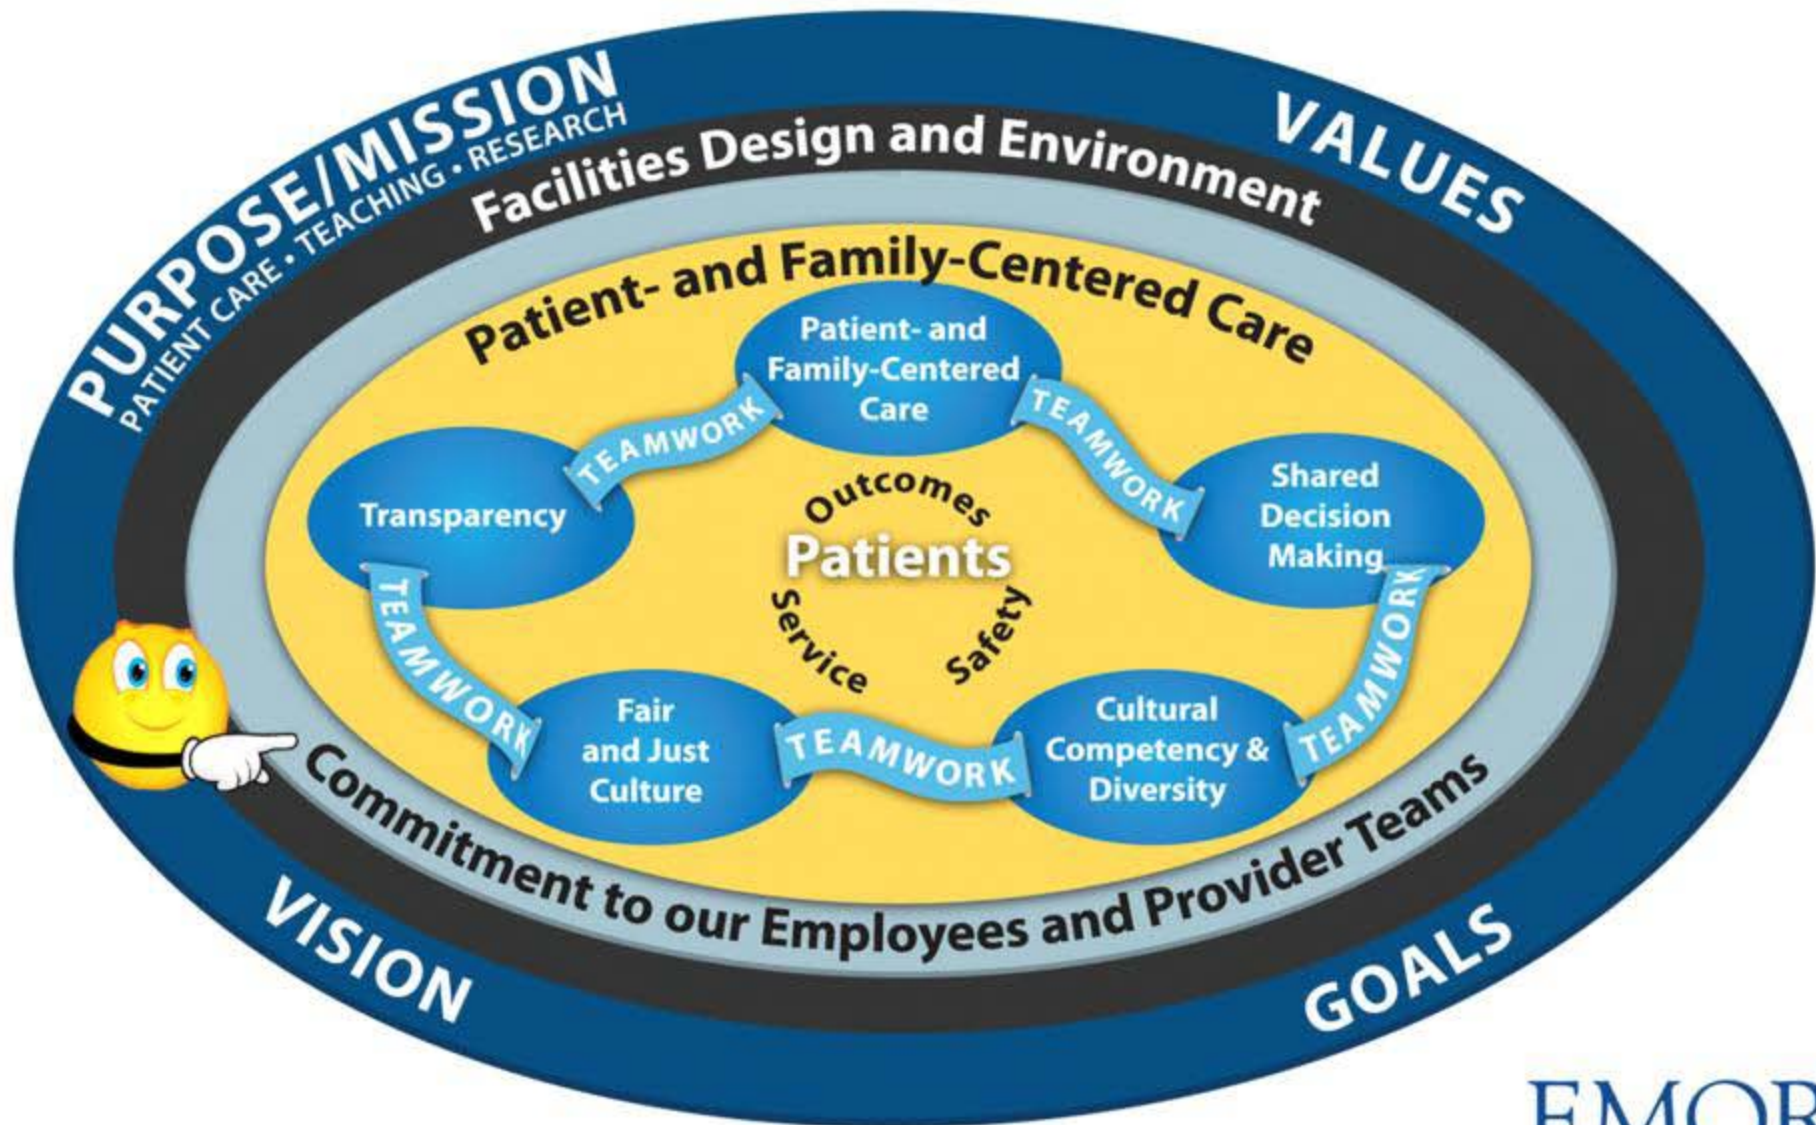 PURPOSE/MISSION
PATIENT CARE • TEACHING • RESEARCH
VALUES
Facilities Design and Environment
Patient- and Family-Centered Care
Patient- and
Family-Centered
Care
TEAMWORK
TEAMWORK
Transparency
Shared
Decision
Making
Outcomes
Patients
Service
Safety
TEAMWORK
TEAMWORK
Fair
and Just
Culture
TEAMWORK
Cultural
Competency &
Diversity
Commitment to our Employees and Provider Teams
VISION
GOALS